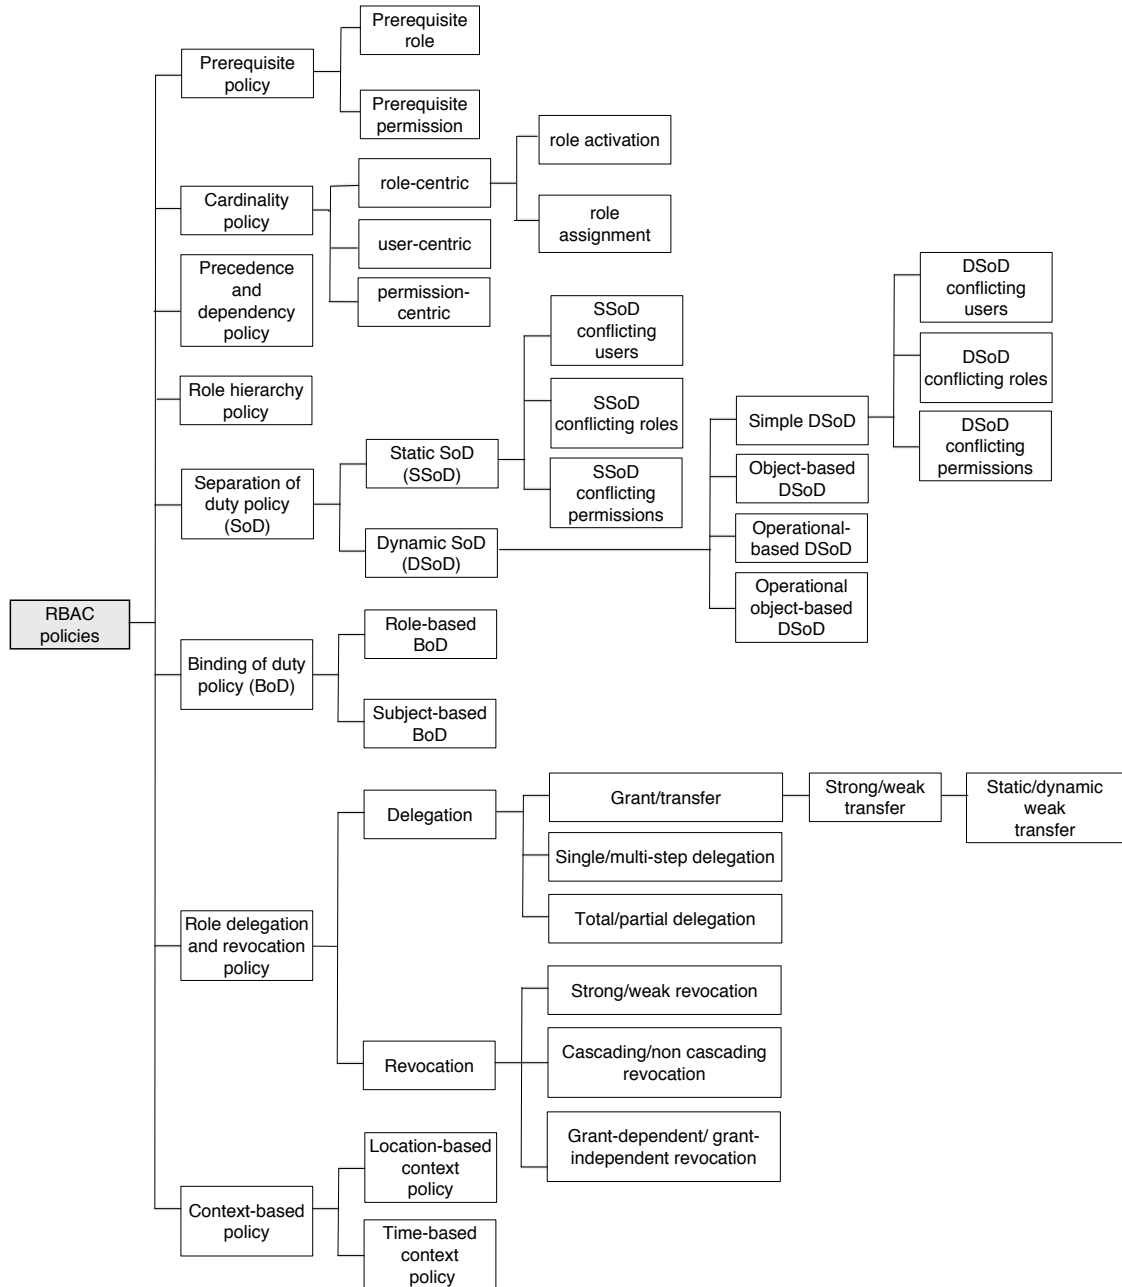 Prerequisite
role
Prerequisite
policy
Prerequisite
permission
role activation
role-centric
Cardinality
policy
role
assignment
user-centric
permission-
centric
Precedence
and
dependency
policy
Role hierarchy
policy
SSoD
conflicting
users
SSoD
conflicting roles
SSoD
conflicting
permissions
Static SoD
(SSoD)
Separation of
duty policy
(SoD)
Dynamic SoD
(DSoD)
DSoD
conflicting
users
DSoD
conflicting roles
DSoD
conflicting
permissions
Simple DSoD
Object-based
DSoD
Operational-
based DSoD
Operational
object-based
DSoD
RBAC
policies
Role-based
BoD
Binding of duty
policy (BoD)
Subject-based
BoD
Delegation
Grant/transfer
Strong/weak
transfer
Static/dynamic
weak
transfer
Single/multi-step delegation
Total/partial delegation
Role delegation
and revocation
policy
Strong/weak revocation
Revocation
Cascading/non cascading
revocation
Grant-dependent/ grant-
independent revocation
Location-based
context
policy
Context-based
policy
Time-based
context
policy